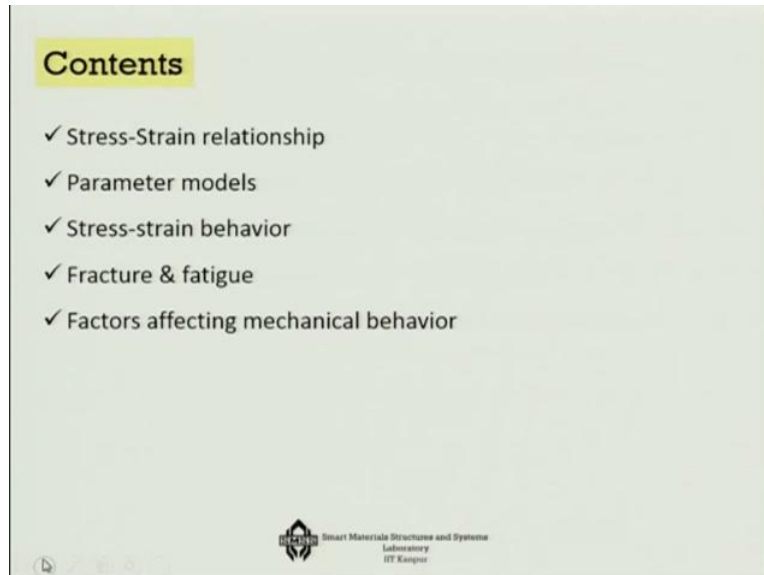 Contents
✓ Stress-Strain relationship
✓ Parameter models
✓ Stress-strain behavior
✓ Fracture & fatigue
✓ Factors affecting mechanical behavior
Smart Materials Structures and Systems
Laboratory
IIT Kanpur